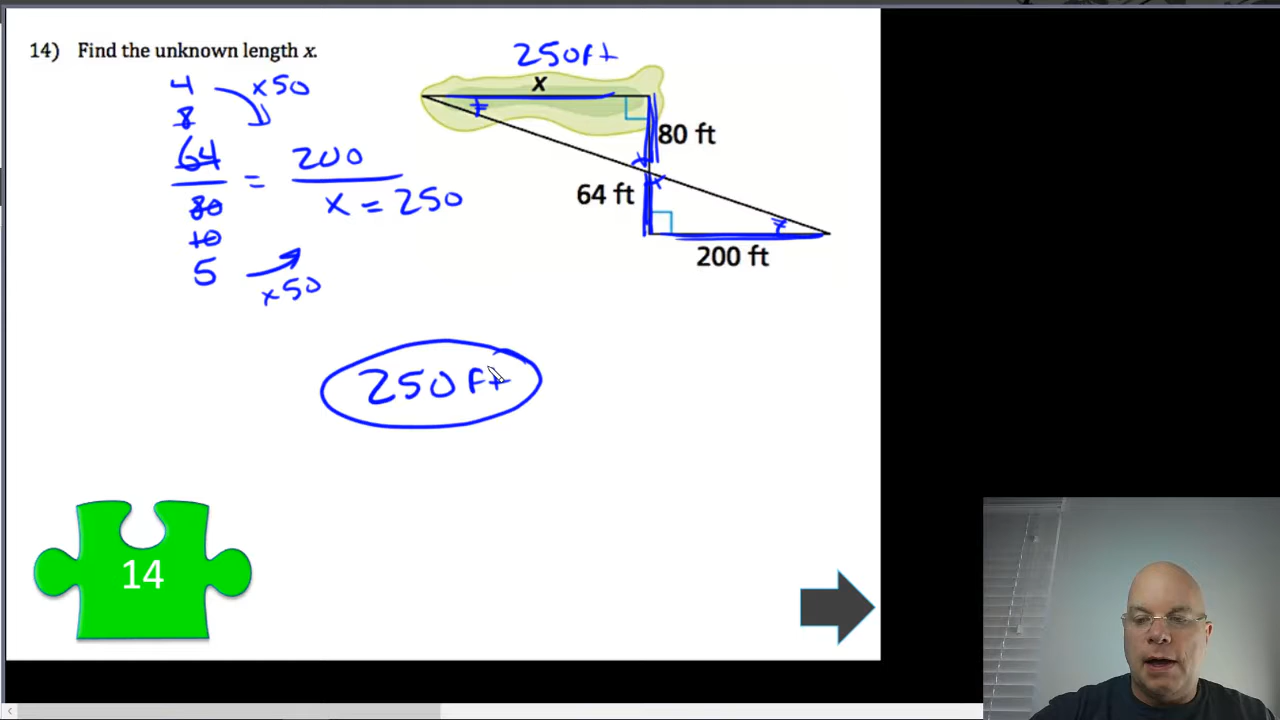 14) Find the unknown length x.
250ft
x
80 ft
64 ft
200 ft
4 x50
8
64 = 200
80 x = 250
10
5 x50
250ft
14